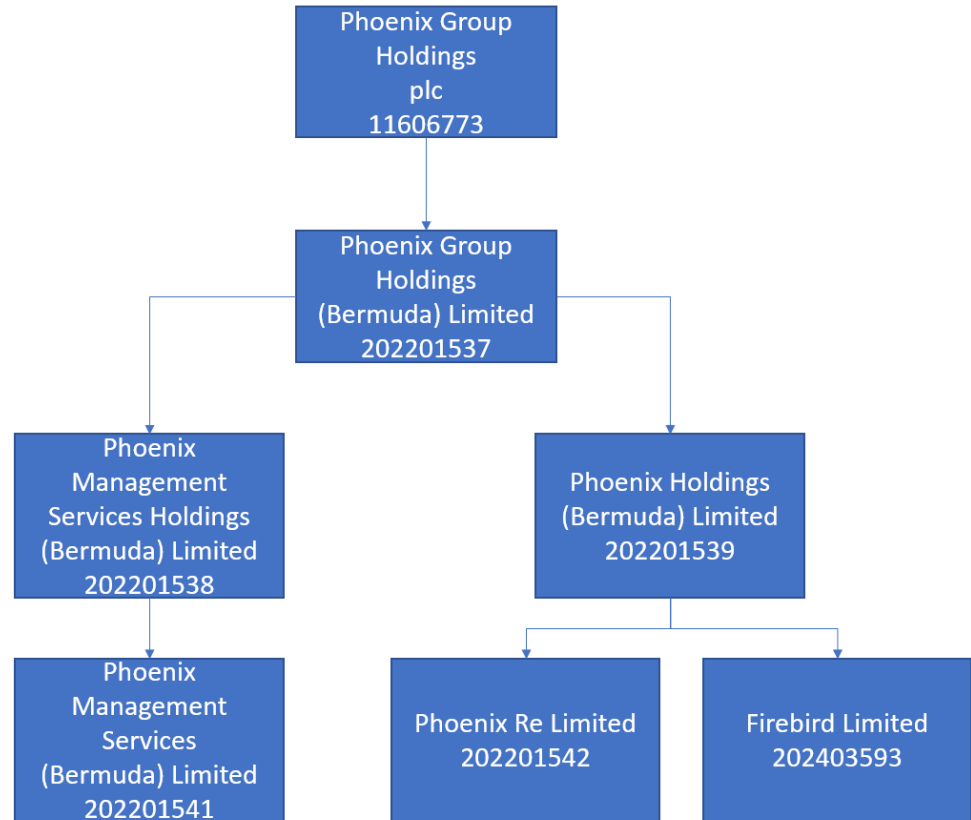 Phoenix Group
Holdings
plc
11606773
Phoenix Group
Holdings
(Bermuda) Limited
202201537
Phoenix
Management
Services Holdings
(Bermuda) Limited
202201538
Phoenix Holdings
(Bermuda) Limited
202201539
Phoenix
Management
Services
(Bermuda) Limited
202201541
Phoenix Re Limited
202201542
Firebird Limited
202403593